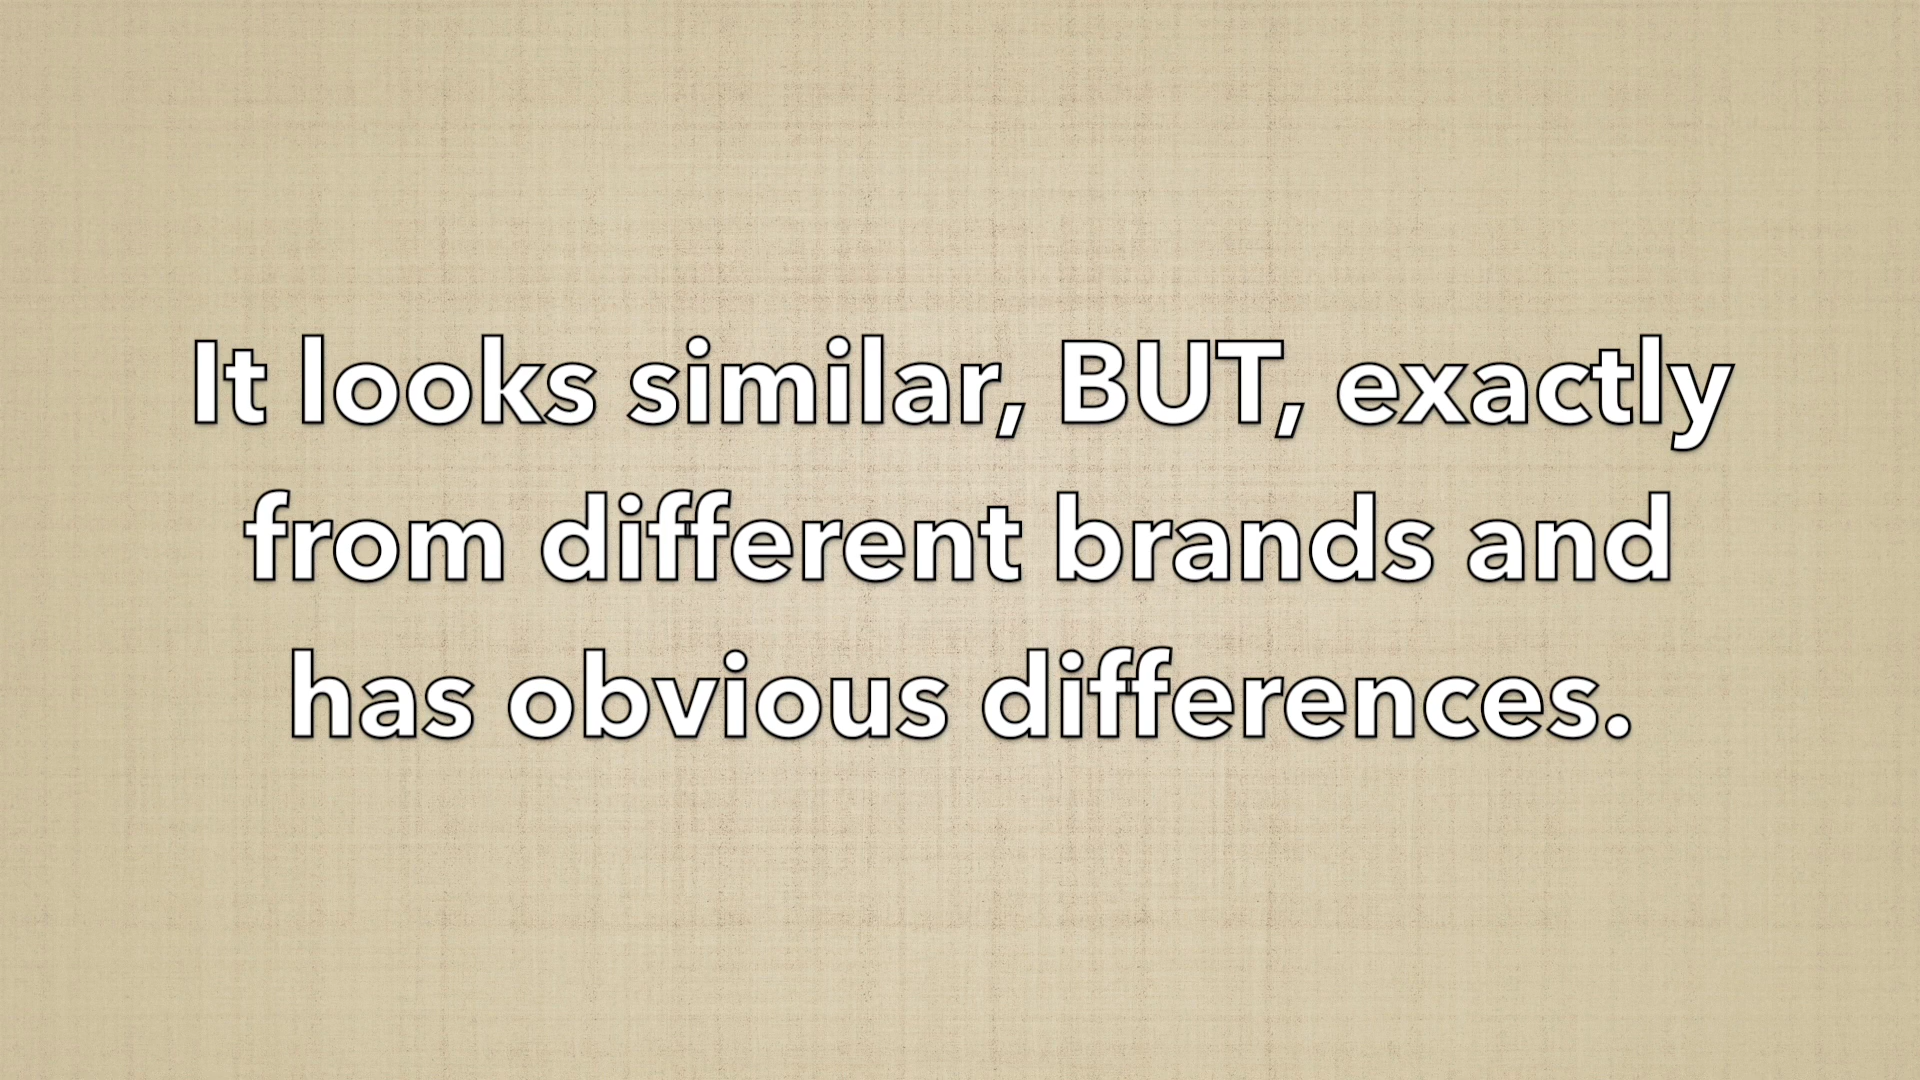 It looks similar, BUT, exactly
from different brands and
has obvious differences.